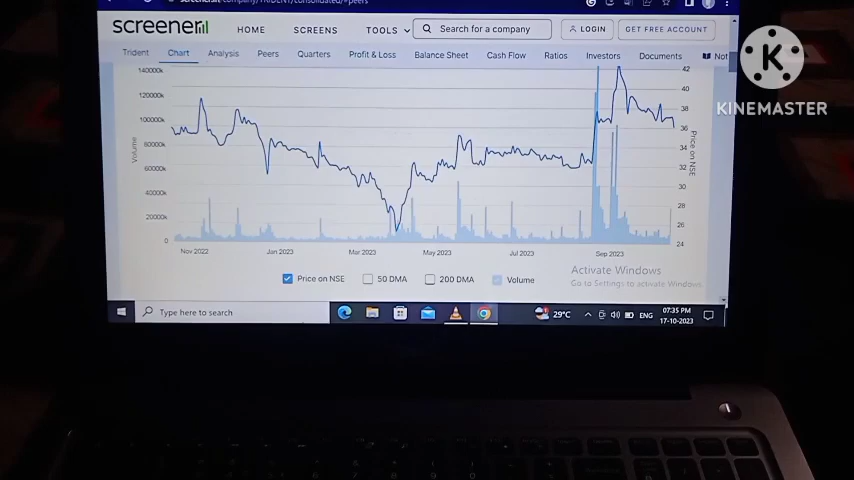 screener
HOME
SCREENS
TOOLS
Search for a company
LOGIN
GET FREE ACCOUNT
Trident
Chart
Analysis
Peers
Quarters
Profit & Loss
Balance Sheet
Cash Flow
Ratios
Investors
Documents
Not
KINEMASTER
140000k
120000k
100000k
80000k
60000k
40000k
20000k
0
Volume
42
40
38
36
34
32
30
28
26
24
Price on NSE
Nov 2022
Jan 2023
Mar 2023
May 2023
Jul 2023
Sep 2023
Price on NSE
50 DMA
200 DMA
Volume
Activate Windows
Go to Settings to activate Windows.
Type here to search
29°C
ENG
07:35 PM
17-10-2023